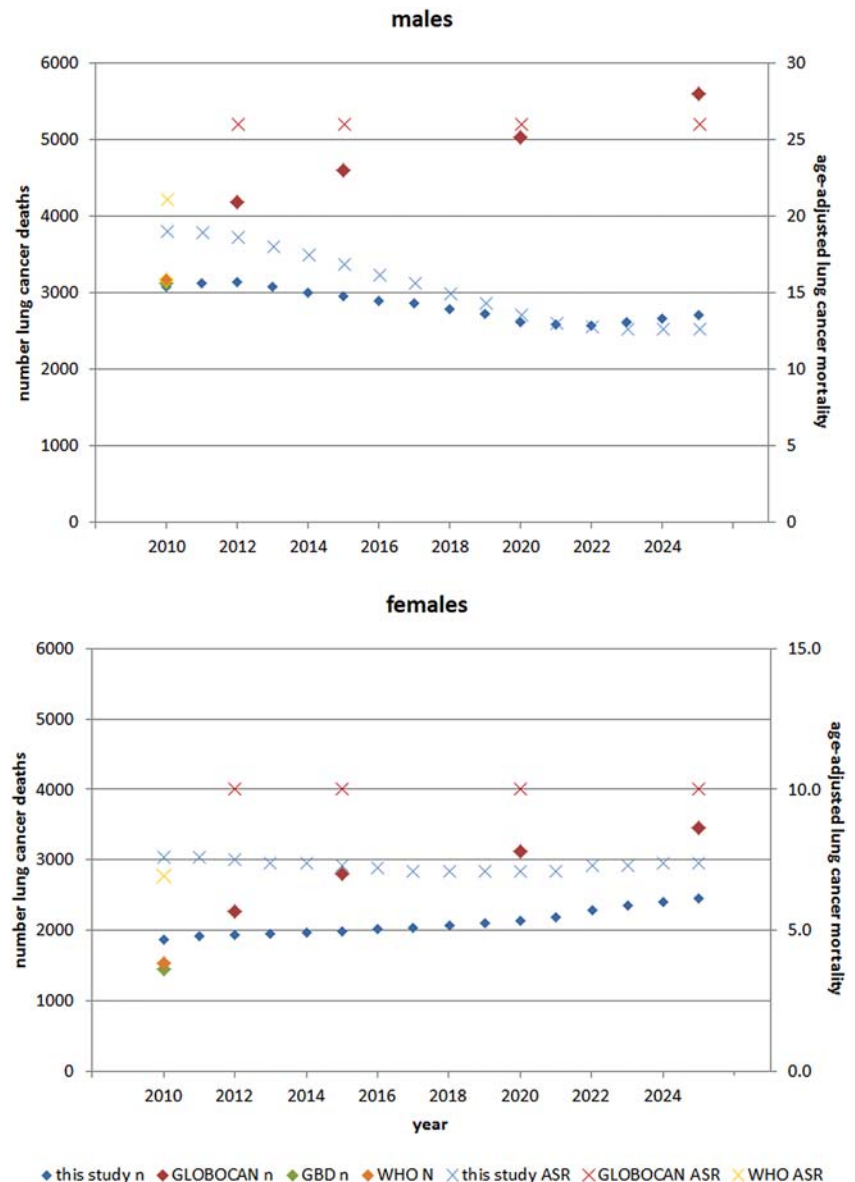 males
6000
5000
4000
3000
2000
1000
0
number lung cancer deaths
30
25
20
15
10
5
0
age-adjusted lung cancer mortality
2010 2012 2014 2016 2018 2020 2022 2024
females
6000
5000
4000
3000
2000
1000
0
number lung cancer deaths
15.0
10.0
5.0
0.0
age-adjusted lung cancer mortality
2010 2012 2014 2016 2018 2020 2022 2024
year
this study n GLOBOCAN n GBD n WHO N this study ASR GLOBOCAN ASR WHO ASR